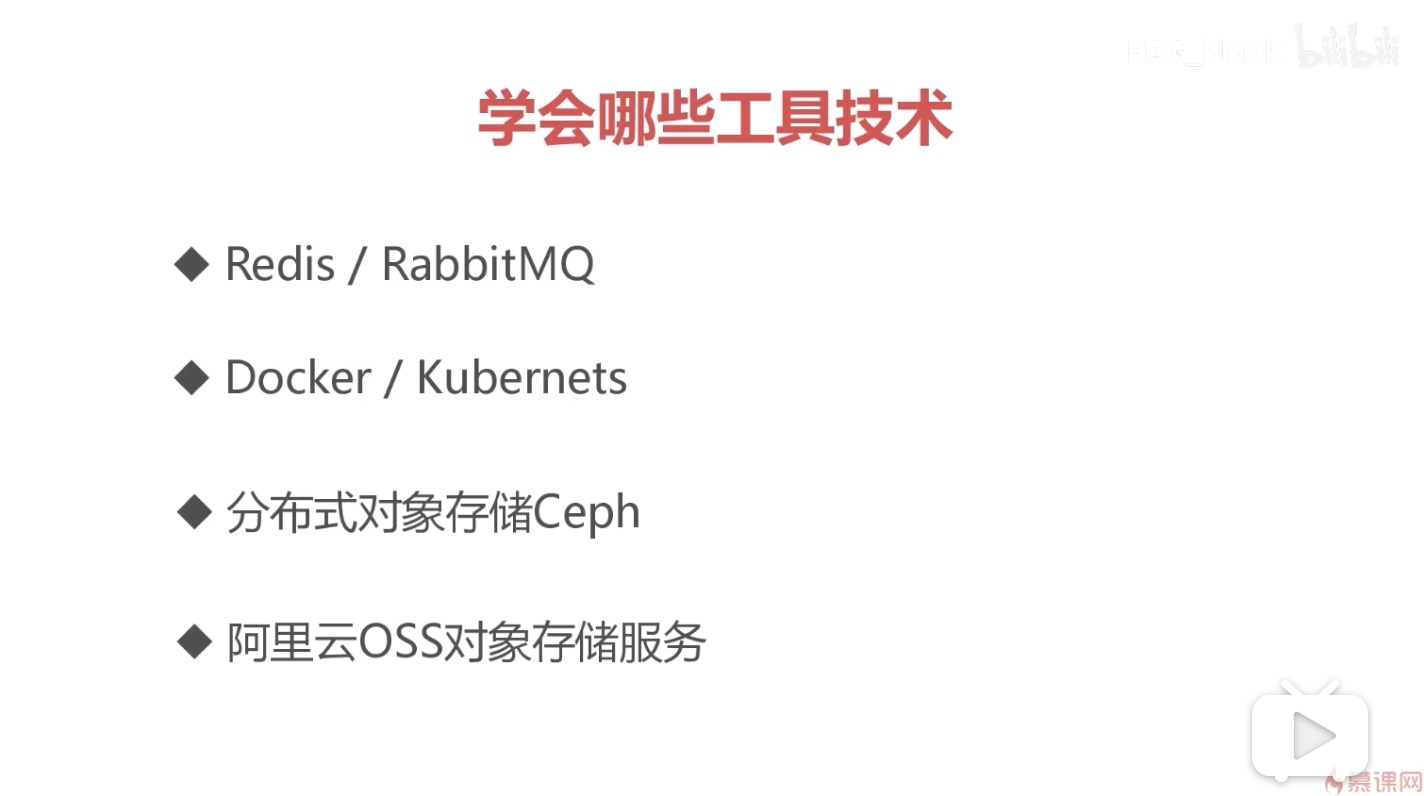 bilibili
学会哪些工具技术
◆ Redis / RabbitMQ
◆ Docker / Kubernets
◆ 分布式对象存储Ceph
◆ 阿里云OSS对象存储服务
慕课网